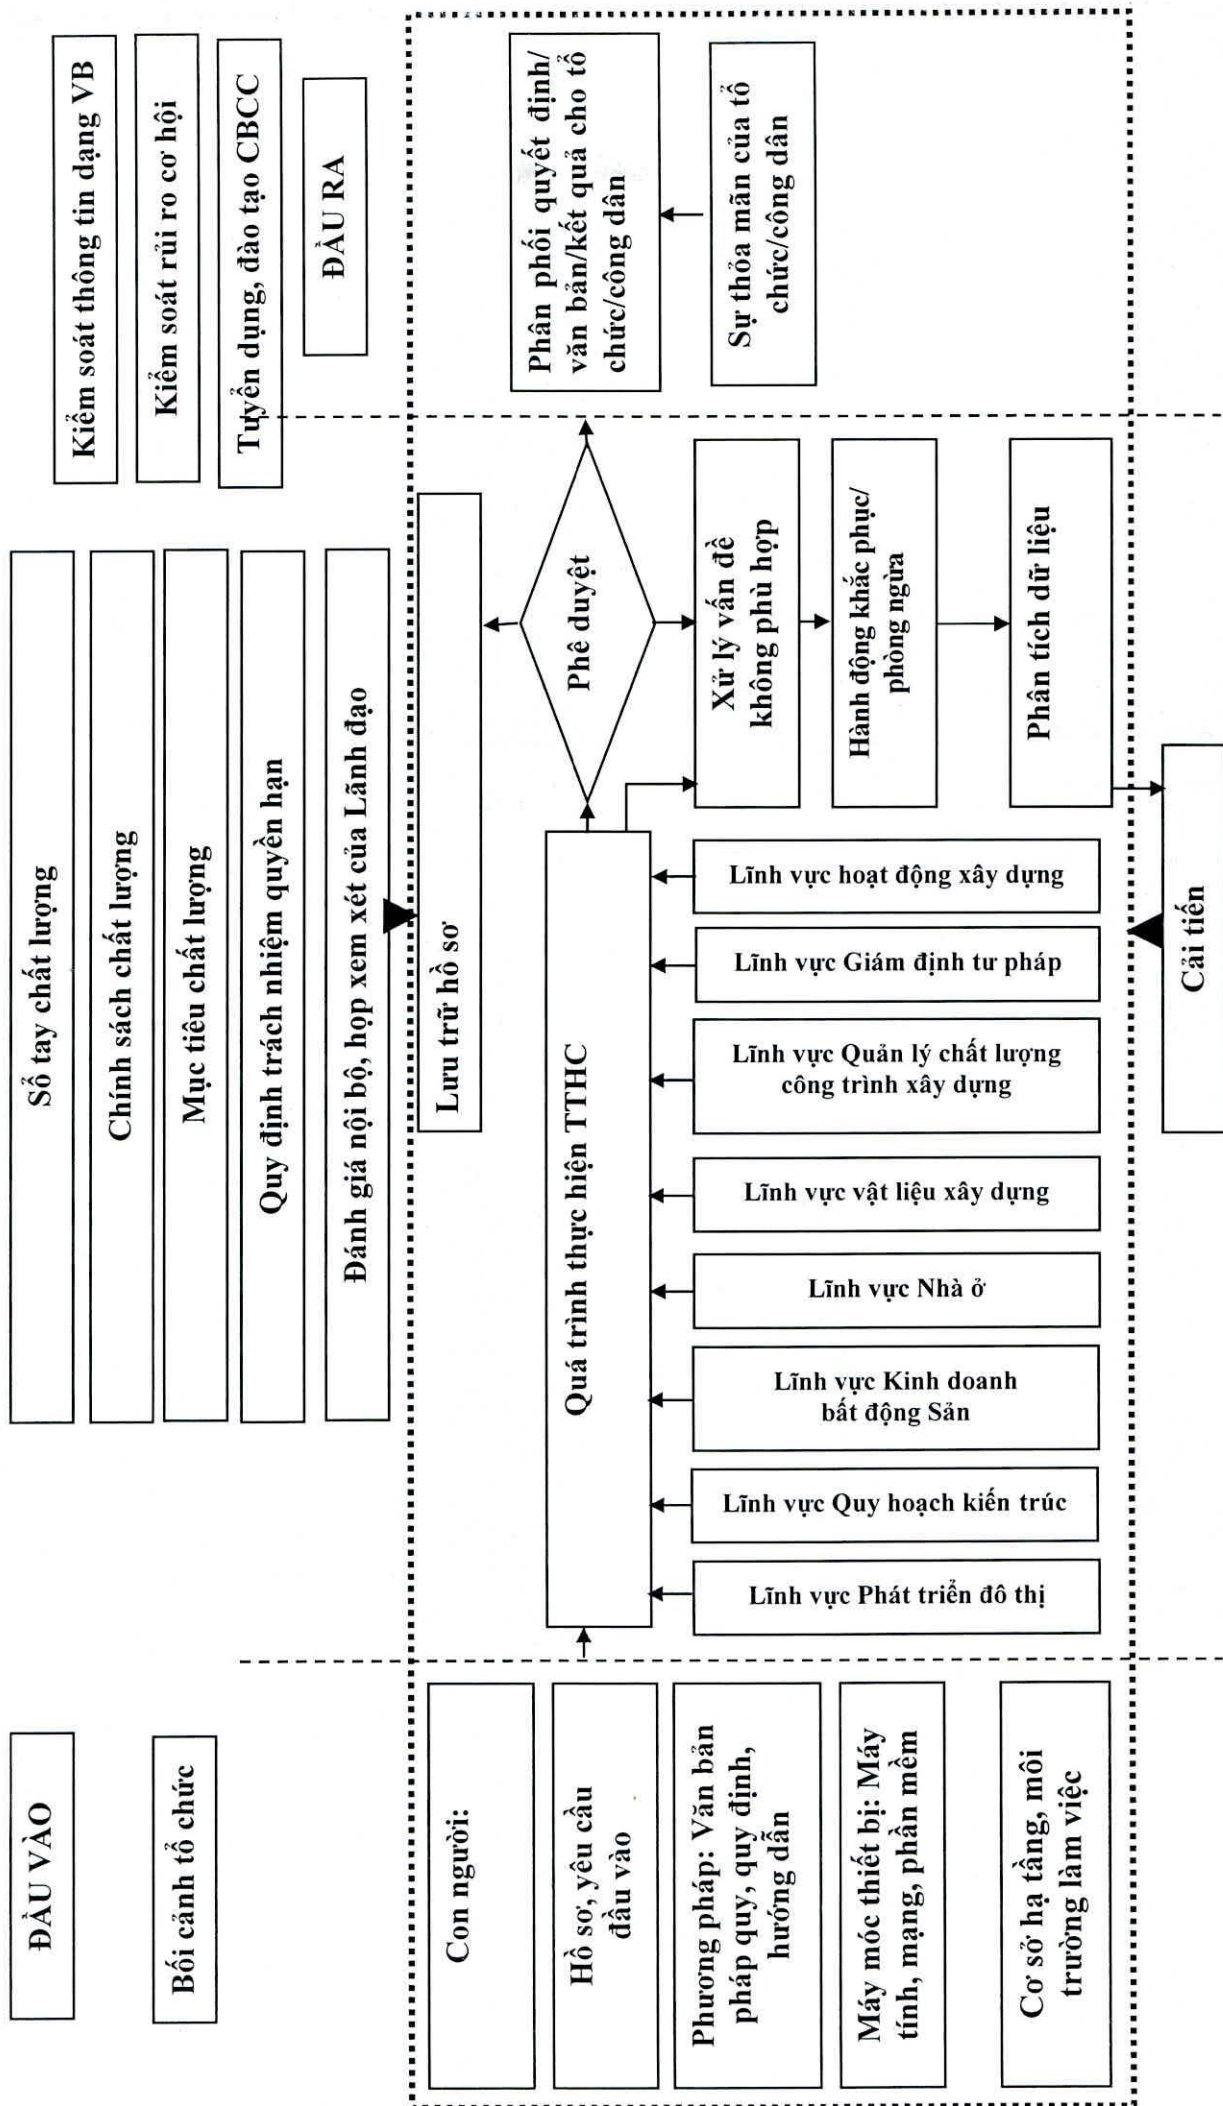 ĐẦU VÀO
Bối cảnh tổ chức
Sổ tay chất lượng
Chính sách chất lượng
Mục tiêu chất lượng
Quy định trách nhiệm quyền hạn
Đánh giá nội bộ, họp xem xét của Lãnh đạo
Kiểm soát thông tin dạng VB
Kiểm soát rủi ro cơ hội
Tuyển dụng, đào tạo CBCC
ĐẦU RA
Con người:
Hồ sơ, yêu cầu
đầu vào
Phương pháp: Văn bản
pháp quy, quy định,
hướng dẫn
Máy móc thiết bị: Máy
tính, mạng, phần mềm
Cơ sở hạ tầng, môi
trường làm việc
Lưu trữ hồ sơ
Quá trình thực hiện TTHC
Lĩnh vực Phát triển đô thị
Lĩnh vực Quy hoạch kiến trúc
Lĩnh vực Kinh doanh
bất động Sản
Lĩnh vực Nhà ở
Lĩnh vực vật liệu xây dựng
Lĩnh vực Quản lý chất lượng
công trình xây dựng
Lĩnh vực Giám định tư pháp
Lĩnh vực hoạt động xây dựng
Phê duyệt
Xử lý vấn đề
không phù hợp
Hành động khắc phục/
phòng ngừa
Phân tích dữ liệu
Phân phối quyết định/
văn bản/kết quả cho tổ
chức/công dân
Sự thỏa mãn của tổ
chức/công dân
Cải tiến